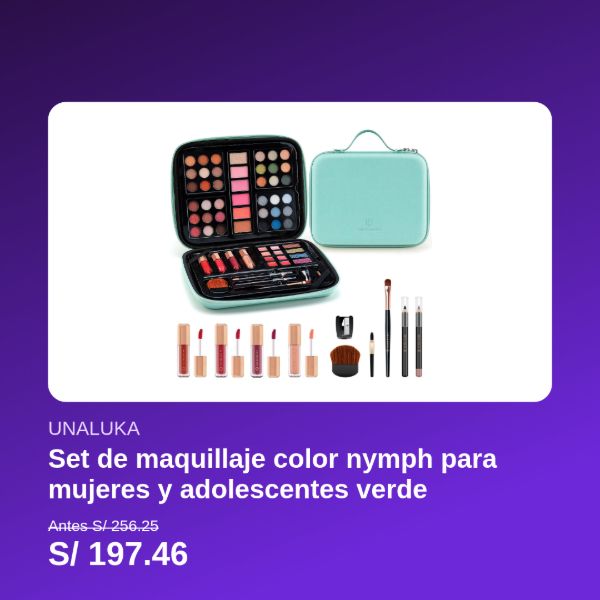 UNALUKA
Set de maquillaje color nymph para
mujeres y adolescentes verde
Antes S/ 256.25
S/ 197.46